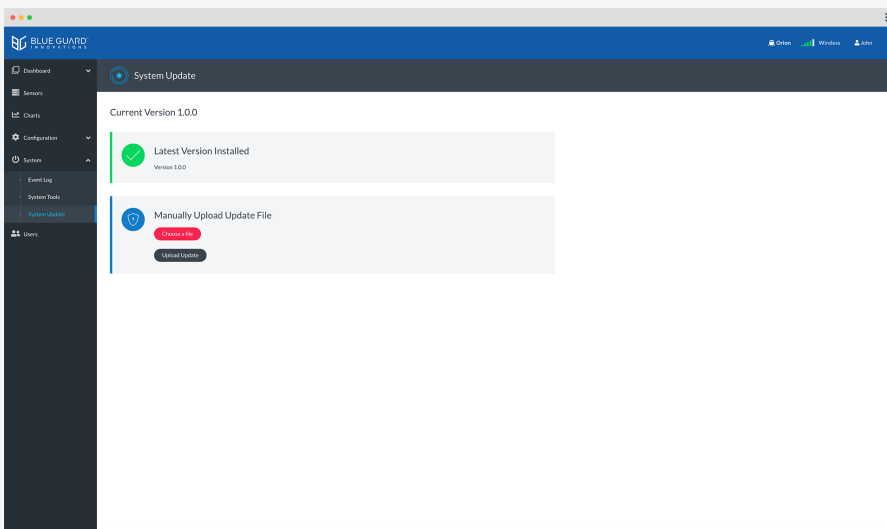 BLUE GUARD
INNOVATIONS
Orion
Wireless
John
Dashboard
Sensors
Charts
Configuration
System
Event Log
System Tools
System Update
Users
System Update
Current Version 1.0.0
Latest Version Installed
Version 1.0.0
Manually Upload Update File
Choose a file
Upload Update